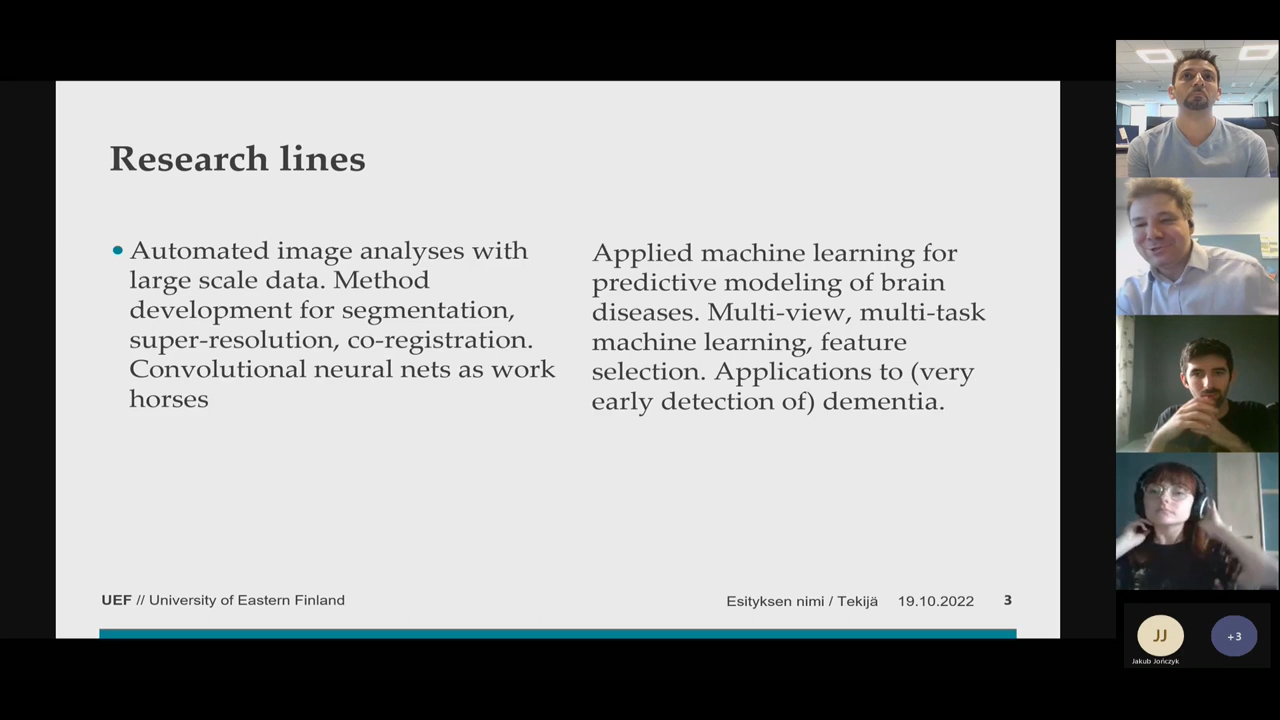 Research lines
• Automated image analyses with
large scale data. Method
development for segmentation,
super-resolution, co-registration.
Convolutional neural nets as work
horses
Applied machine learning for
predictive modeling of brain
diseases. Multi-view, multi-task
machine learning, feature
selection. Applications to (very
early detection of) dementia.
UEF // University of Eastern Finland
Esityksen nimi / Tekijä 19.10.2022 3
JJ
+3
Jakub Jończyk